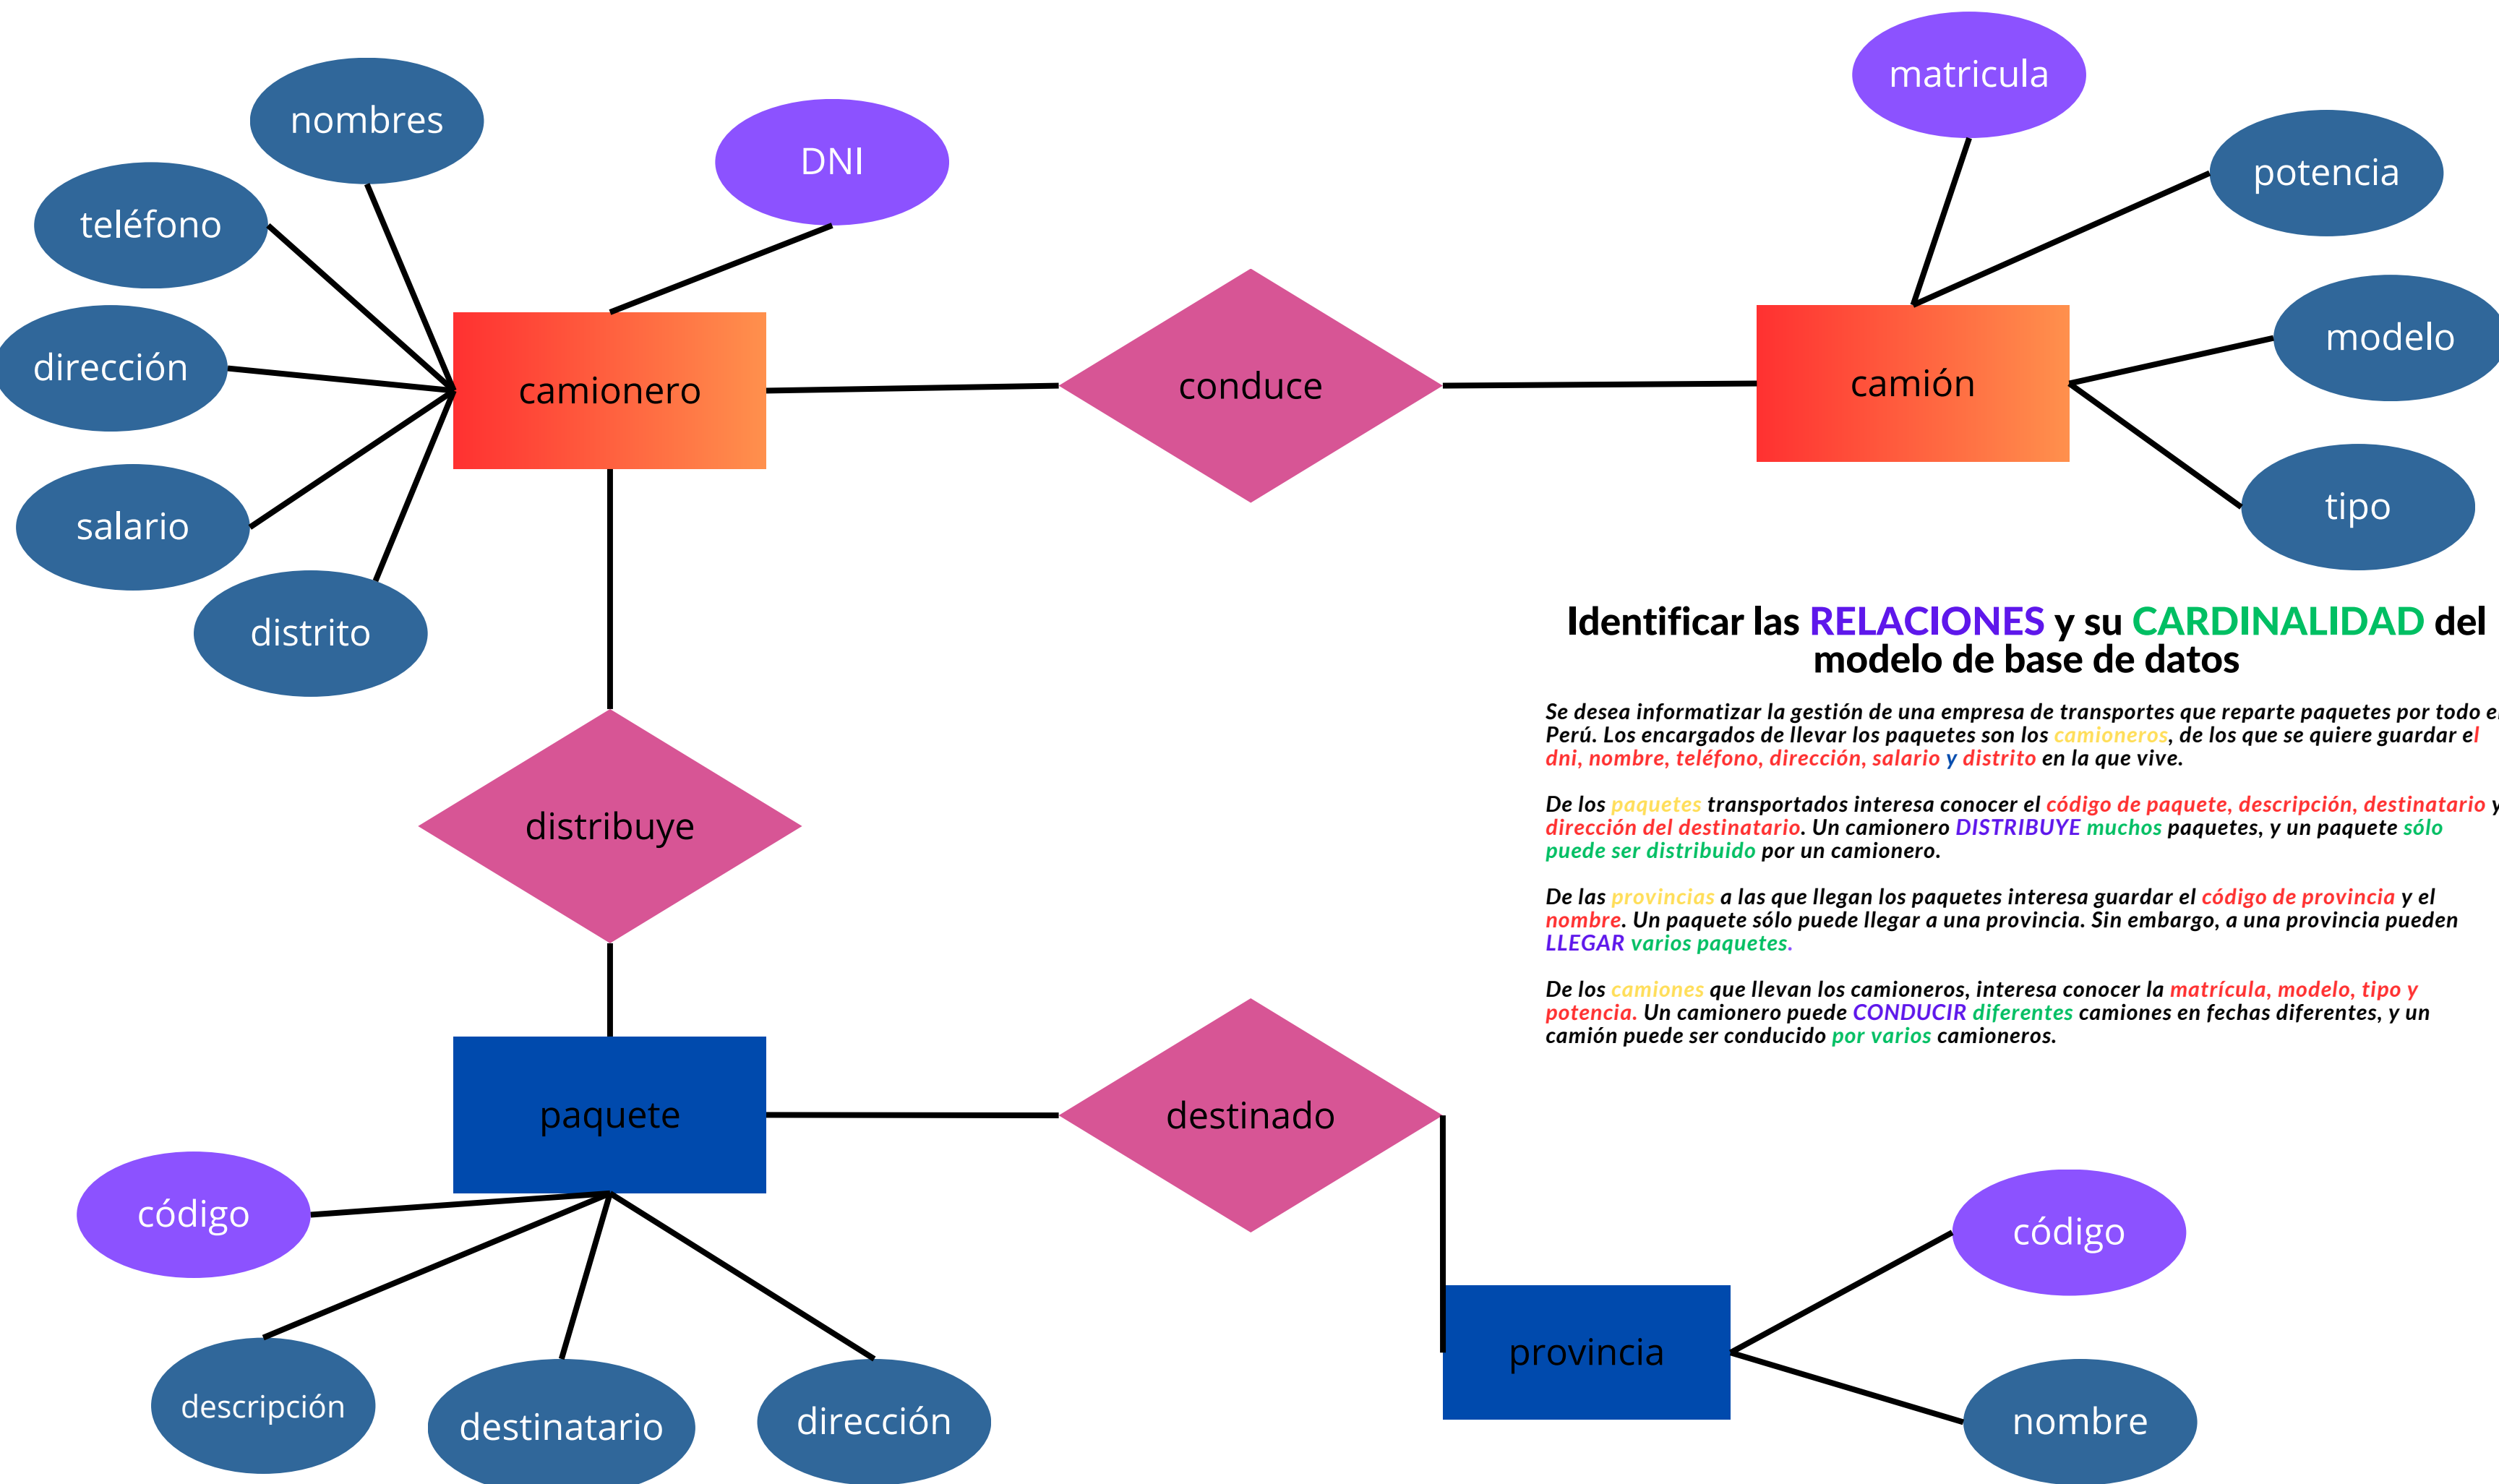 matricula
nombres
DNI
potencia
teléfono
modelo
dirección
conduce
camión
camionero
tipo
salario
distrito
Identificar las RELACIONES y su CARDINALIDAD del
modelo de base de datos
Se desea informatizar la gestión de una empresa de transportes que reparte paquetes por todo el
Perú. Los encargados de llevar los paquetes son los camioneros, de los que se quiere guardar el
dni, nombre, teléfono, dirección, salario y distrito en la que vive.
De los paquetes transportados interesa conocer el código de paquete, descripción, destinatario y
dirección del destinatario. Un camionero DISTRIBUYE muchos paquetes, y un paquete sólo
puede ser distribuido por un camionero.
De las provincias a las que llegan los paquetes interesa guardar el código de provincia y el
nombre. Un paquete sólo puede llegar a una provincia. Sin embargo, a una provincia pueden
LLEGAR varios paquetes.
De los camiones que llevan los camioneros, interesa conocer la matrícula, modelo, tipo y
potencia. Un camionero puede CONDUCIR diferentes camiones en fechas diferentes, y un
camión puede ser conducido por varios camioneros.
distribuye
paquete
destinado
código
código
provincia
descripción
destinatario
dirección
nombre